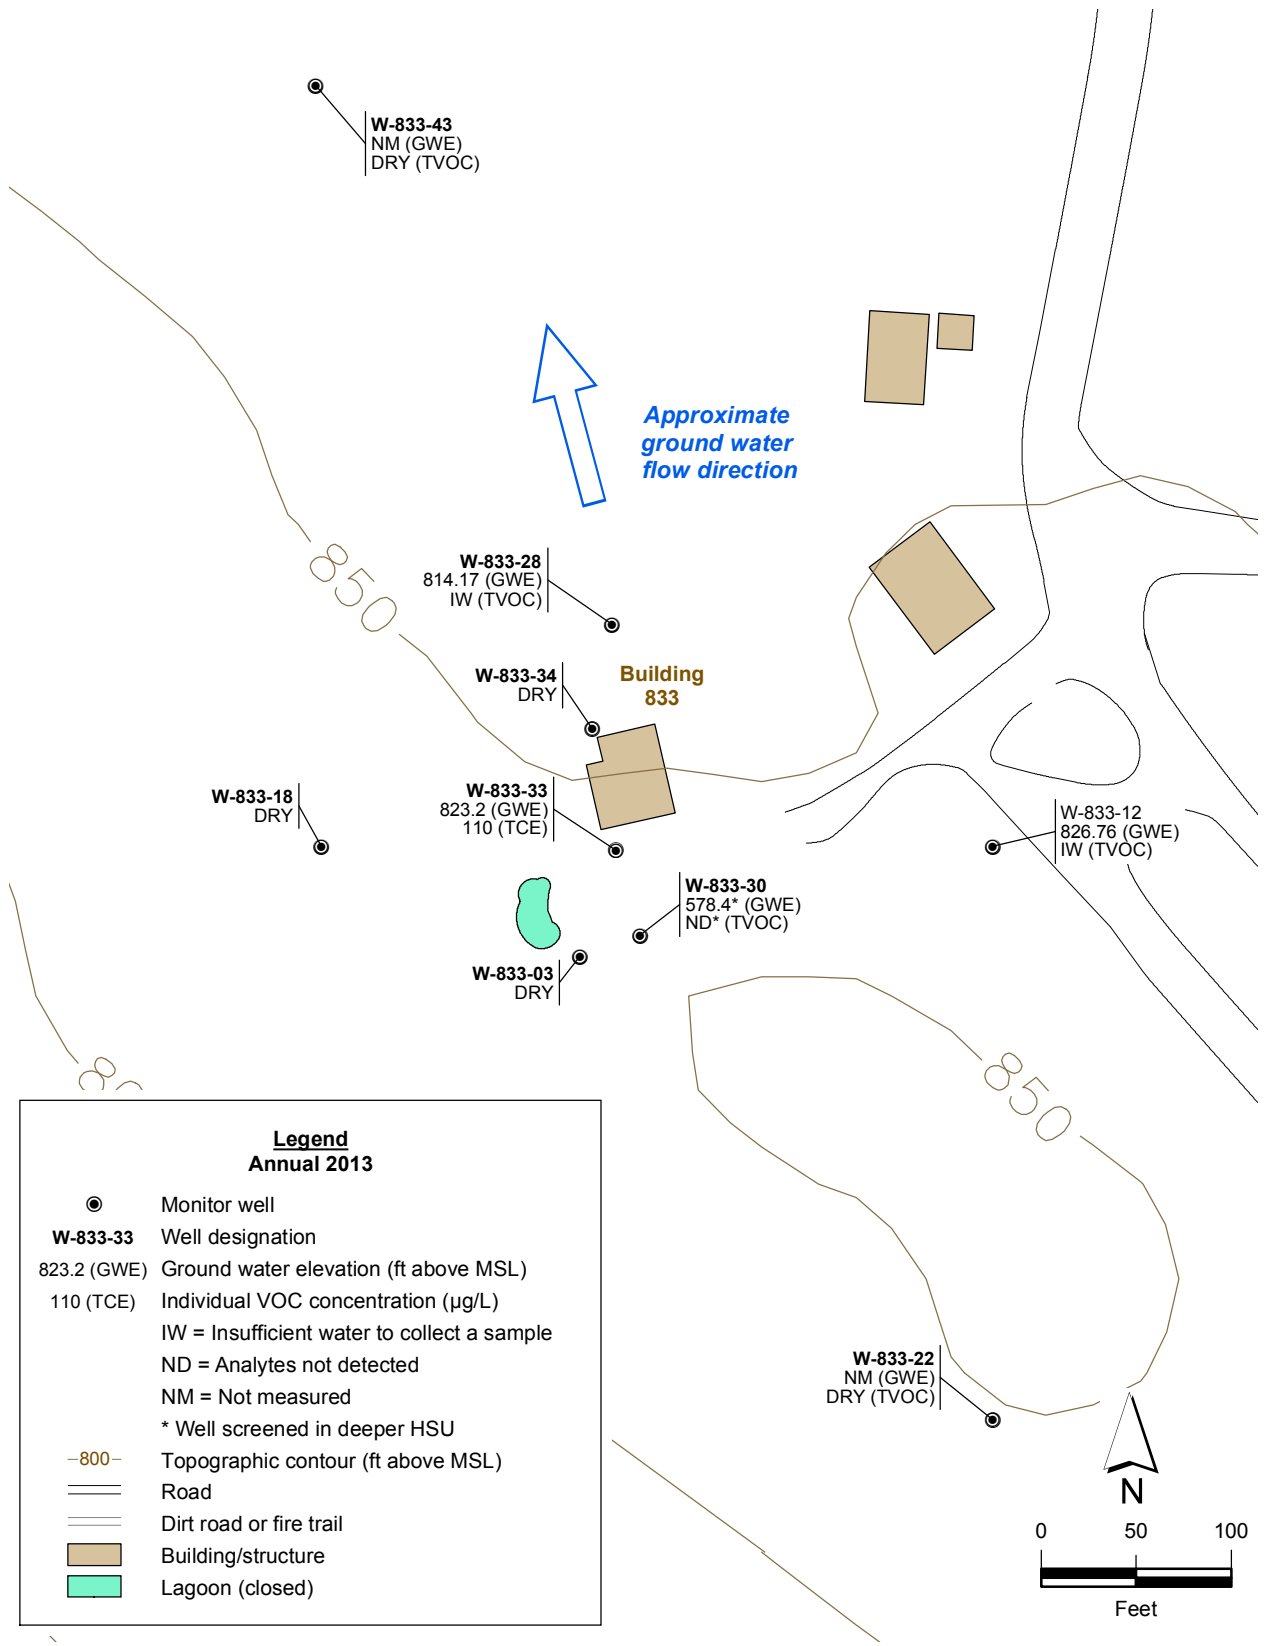 W-833-43
NM (GWE)
DRY (TVOC)
Approximate
ground water
flow direction
850
W-833-28
814.17 (GWE)
IW (TVOC)
W-833-34
DRY
Building
833
W-833-18
DRY
W-833-33
823.2 (GWE)
110 (TCE)
W-833-12
826.76 (GWE)
IW (TVOC)
W-833-30
578.4* (GWE)
ND* (TVOC)
W-833-03
DRY
850
Legend
Annual 2013
Monitor well
W-833-33 Well designation
823.2 (GWE) Ground water elevation (ft above MSL)
110 (TCE) Individual VOC concentration (µg/L)
IW = Insufficient water to collect a sample
ND = Analytes not detected
NM = Not measured
* Well screened in deeper HSU
800 Topographic contour (ft above MSL)
Road
Dirt road or fire trail
Building/structure
Lagoon (closed)
W-833-22
NM (GWE)
DRY (TVOC)
N
0 50 100
Feet